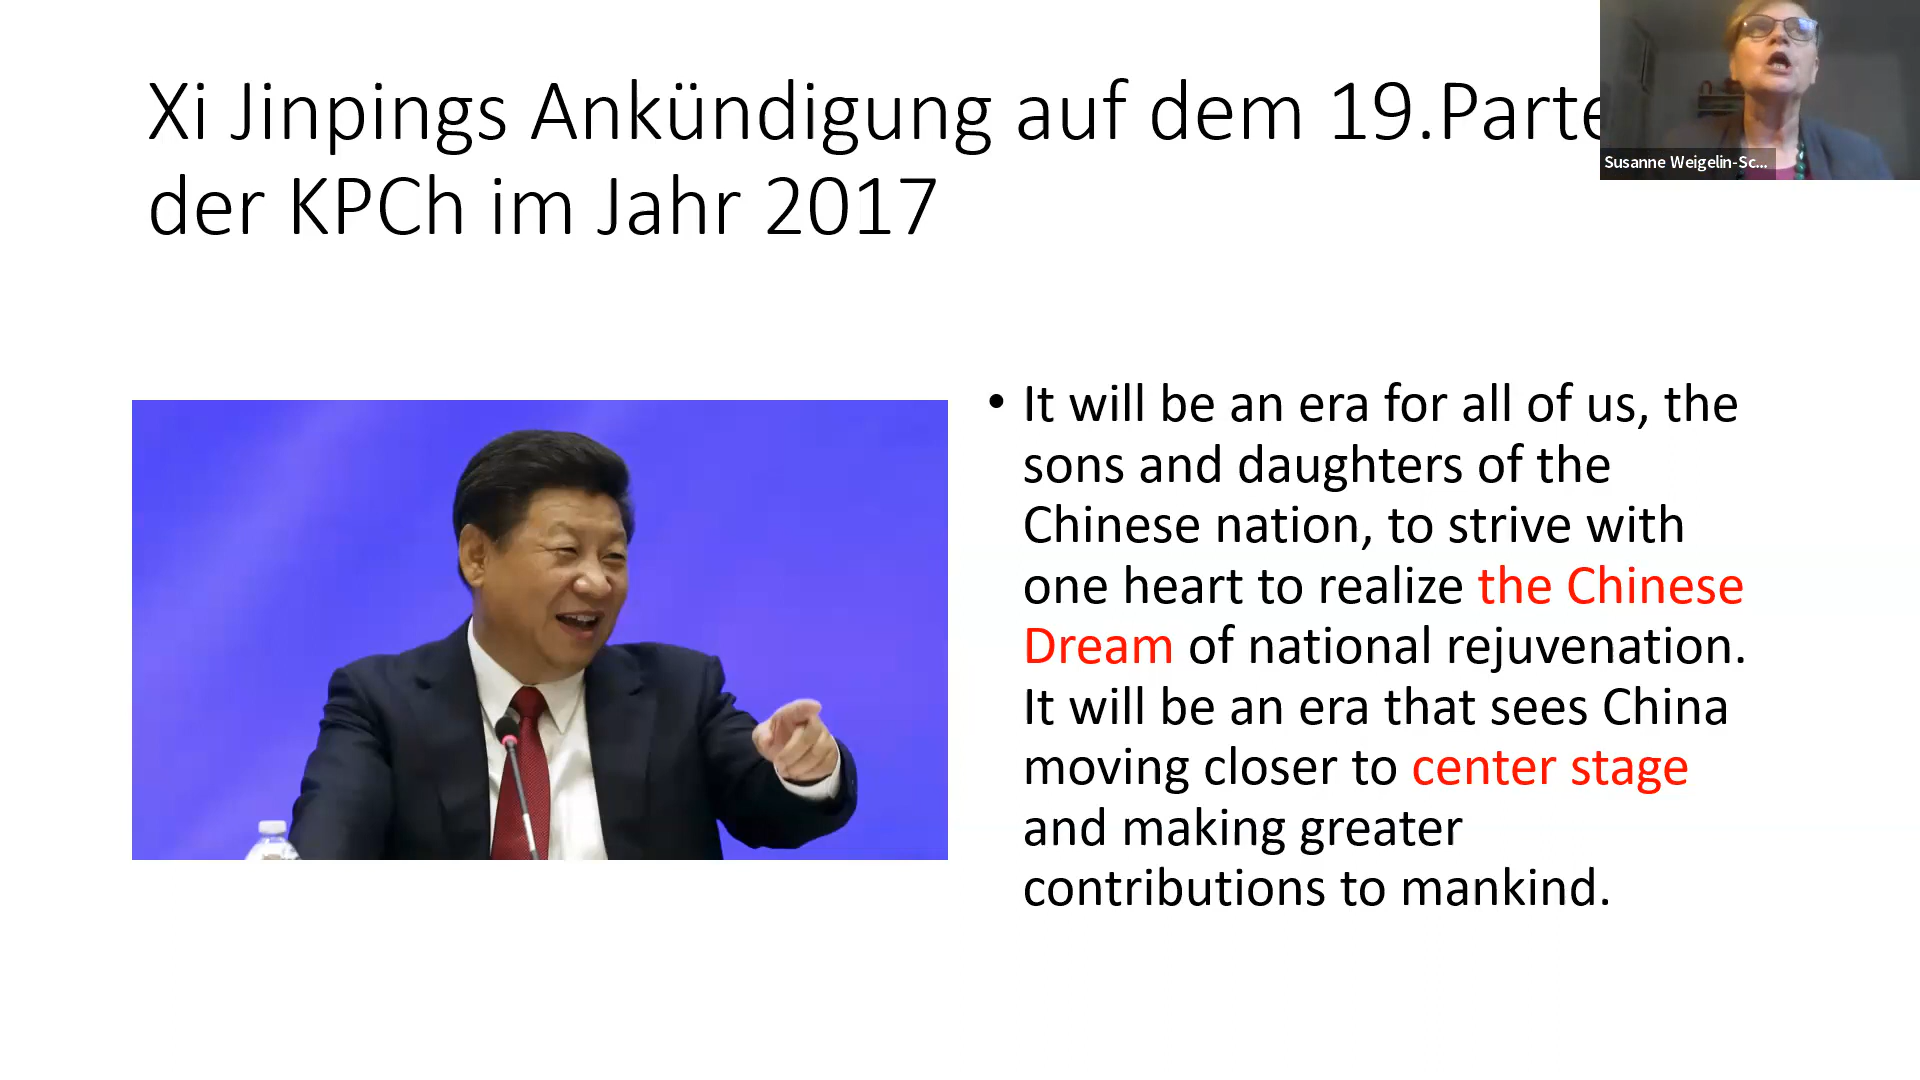 Xi Jinpings Ankündigung auf dem 19.Parte
der KPCh im Jahr 2017
Susanne Weigelin-Sc...
• It will be an era for all of us, the
sons and daughters of the
Chinese nation, to strive with
one heart to realize the Chinese
Dream of national rejuvenation.
It will be an era that sees China
moving closer to center stage
and making greater
contributions to mankind.